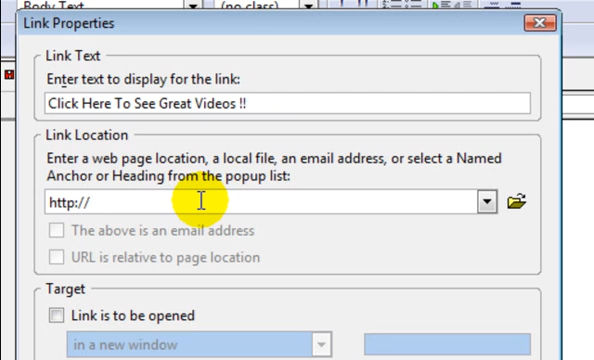 Body Text (no class)
Link Properties
Link Text
Enter text to display for the link:
Click Here To See Great Videos !!
Link Location
Enter a web page location, a local file, an email address, or select a Named
Anchor or Heading from the popup list:
http://
The above is an email address
URL is relative to page location
Target
Link is to be opened
in a new window